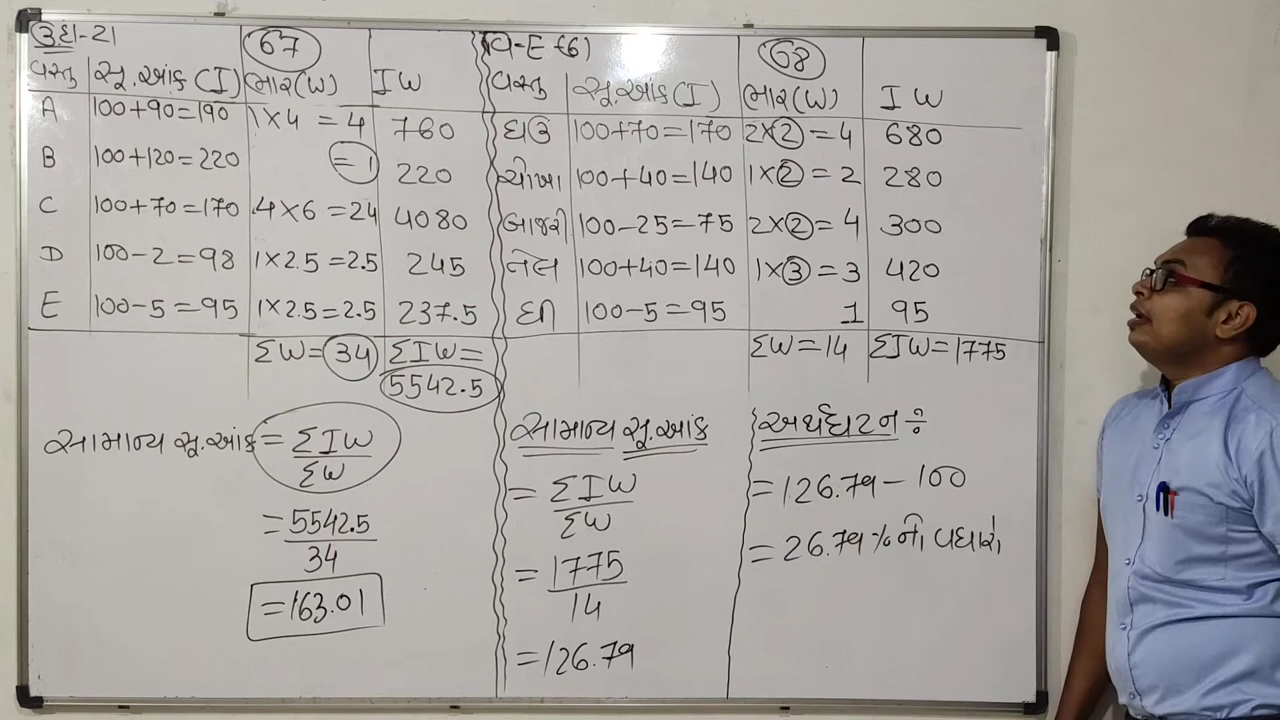 ઉદા-21
67
વસ્તુ સૂ.આંક (I) ભાર(W) IW
A 100+90=190 1×4 =4 760
B 100+120=220 =1 220
C 100+70=170 4×6 =24 4080
D 100-2=98 1×2.5=2.5 245
E 100-5=95 1×2.5=2.5 237.5
ΣW=34 ΣIW=
5542.5
સામાન્ય સૂ.આંક = ΣIW
ΣW
= 5542.5
34
=163.01
વિ-E (6)
68
વસ્તુ સૂ.આંક (I) ભાર(W) IW
ઘઉં 100+70=170 2×2=4 680
ચોખા 100+40=140 1×2=2 280
બાજરી 100-25=75 2×2=4 300
તેલ 100+40=140 1×3=3 420
ઘી 100-5=95 1 95
ΣW=14 ΣIW=1775
સામાન્ય સૂ.આંક
= ΣIW
ΣW
= 1775
14
=126.79
અર્થઘટન ÷
=126.79-100
=26.79%નો વધારો